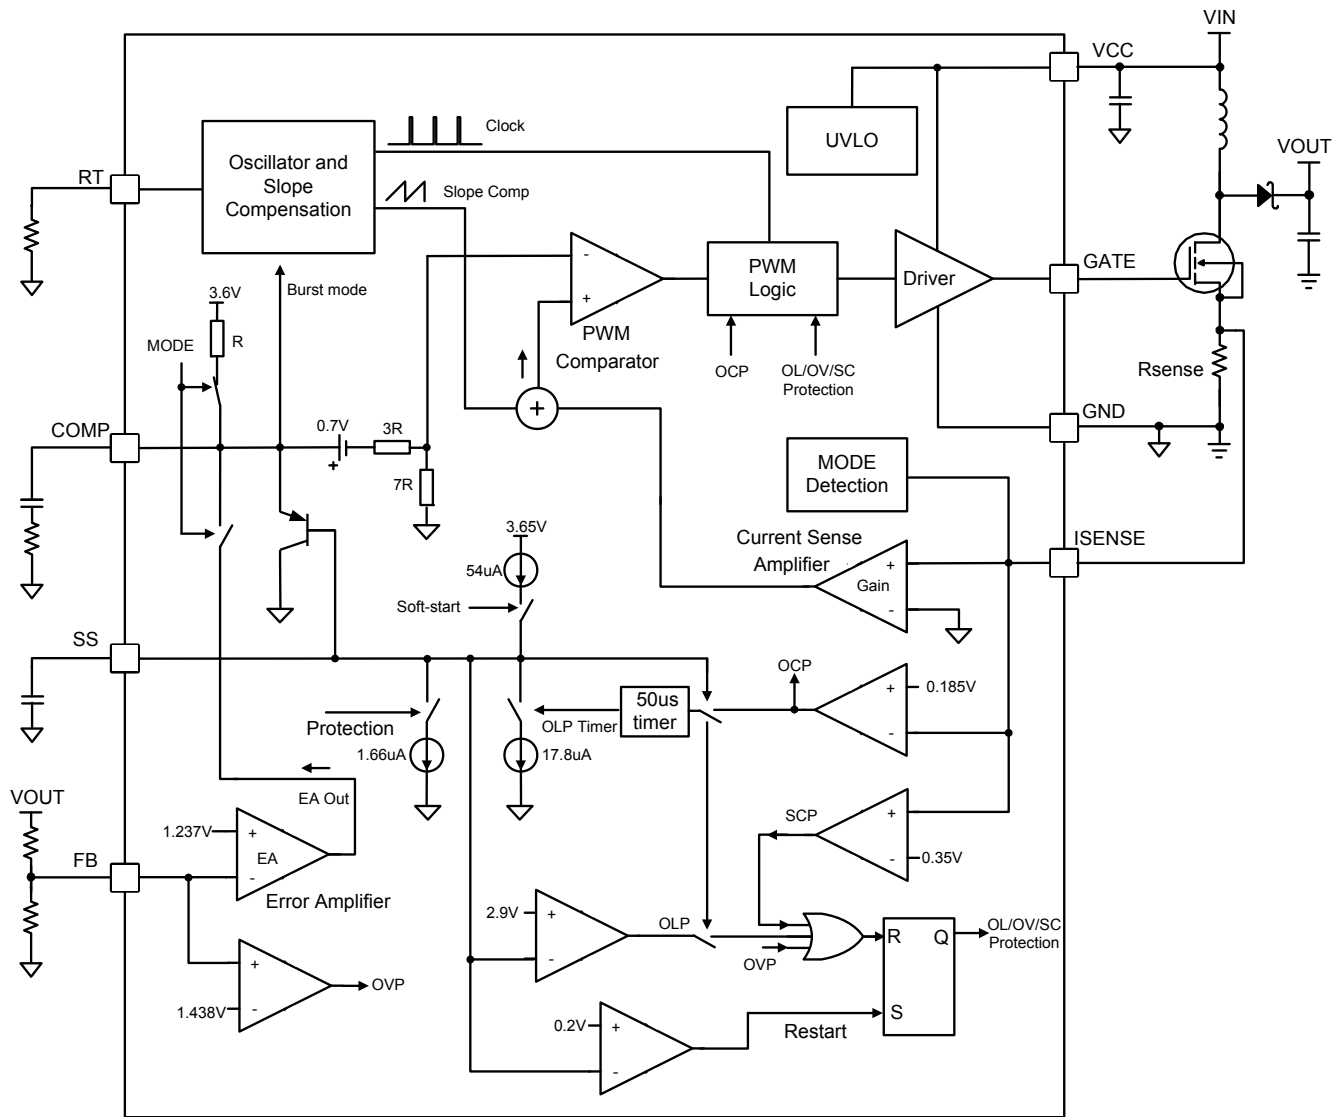 VIN
VCC
UVLO
VOUT
Clock
Oscillator and
Slope
Compensation
RT
Slope Comp
-
+
PWM
Comparator
PWM
Logic
Driver
GATE
Burst mode
3.6V
R
MODE
OCP
OL/OV/SC
Protection
Rsense
+
0.7V
+
3R
7R
COMP
GND
MODE
Detection
3.65V
54uA
Soft-start
Current Sense
Amplifier
+
Gain
-
ISENSE
SS
OCP
+
0.185V
-
50us
timer
OLP Timer
Protection
1.66uA
17.8uA
EA Out
VOUT
1.237V
+
EA
-
FB
Error Amplifier
SCP
+
-
0.35V
2.9V
+
-
OLP
OVP
R
Q
S
OL/OV/SC
Protection
+
-
1.438V
OVP
0.2V
+
-
Restart